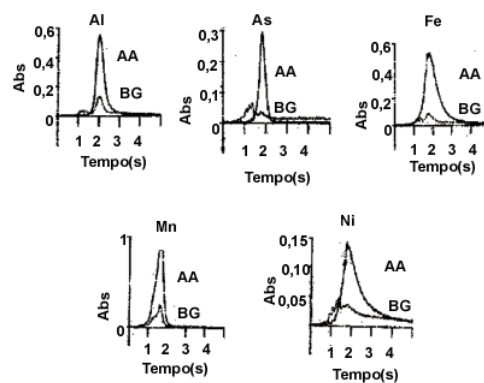 Al
0,6
0,4
0,2
0
Abs
AA
BG
1 2 3 4
Tempo(s)
As
0,3
0,2
0,1
0,0
Abs
AA
BG
1 2 3 4
Tempo(s)
Fe
0,6
0,4
0,2
0
Abs
AA
BG
1 2 3 4
Tempo(s)
Mn
1
0
Abs
AA
BG
1 2 3 4
Tempo(s)
Ni
0,15
0,10
0,05
Abs
AA
BG
1 2 3 4
Tempo(s)